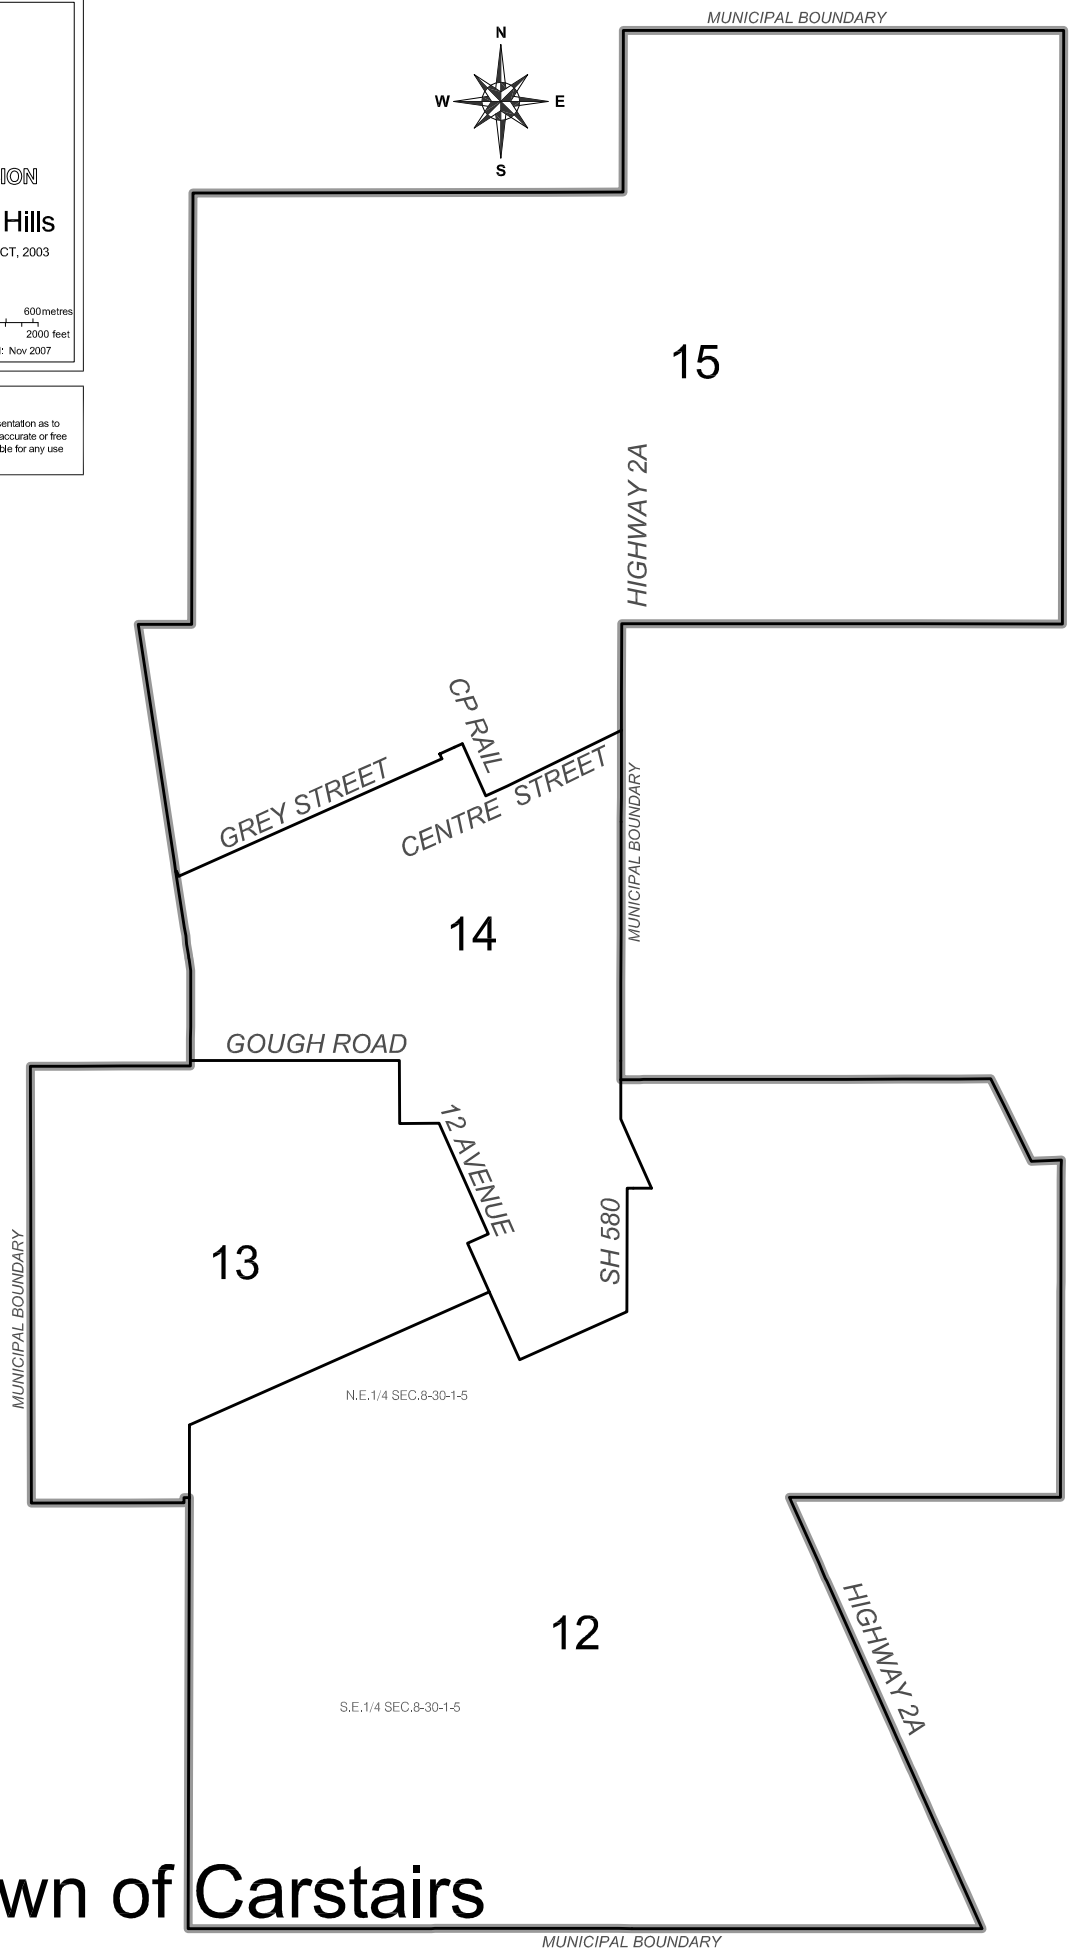 MUNICIPAL BOUNDARY
N
W E
S
ION
Hills
CT, 2003
600metres
2000 feet
: Nov 2007
sentation as to
accurate or free
ble for any use
15
HIGHWAY 2A
CP RAIL
GREY STREET
CENTRE STREET
MUNICIPAL BOUNDARY
14
GOUGH ROAD
12 AVENUE
SH 580
13
MUNICIPAL BOUNDARY
N.E.1/4 SEC.8-30-1-5
12
HIGHWAY 2A
S.E.1/4 SEC.8-30-1-5
wn of Carstairs
MUNICIPAL BOUNDARY